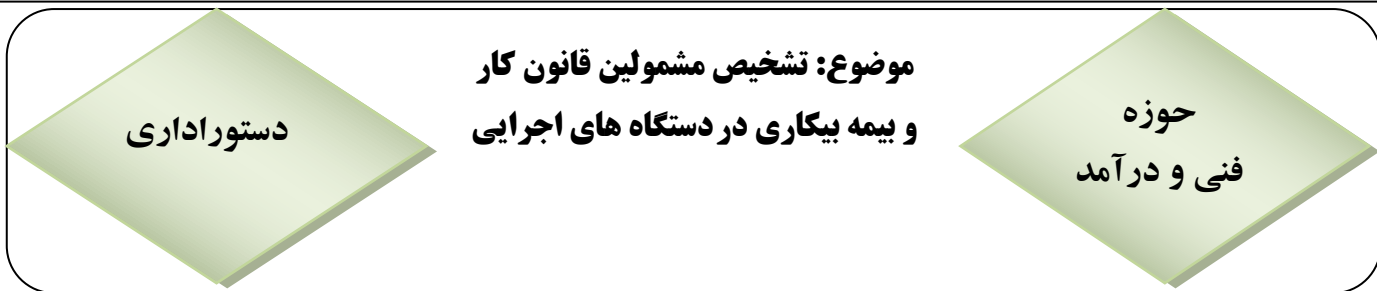 حوزه
فنی و درآمد
موضوع: تشخیص مشمولین قانون کار
و بیمه بیکاری در دستگاه های اجرایی
دستوراداری